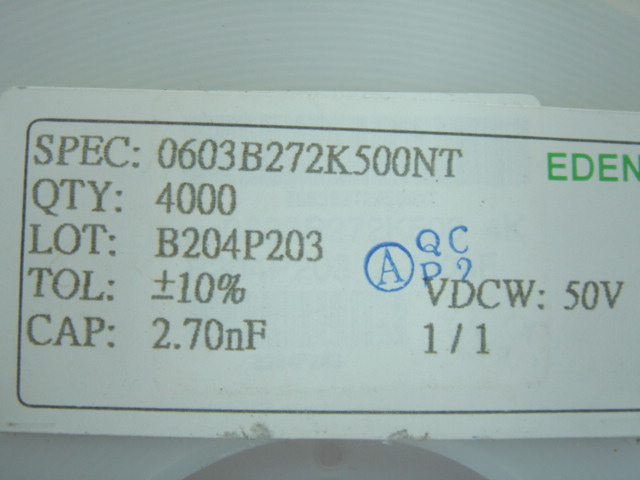 SPEC: 0603B272K500NT EDEN
QTY: 4000
LOT: B204P203
QC
A P2
TOL: ±10% VDCW: 50V
CAP: 2.70nF 1/1